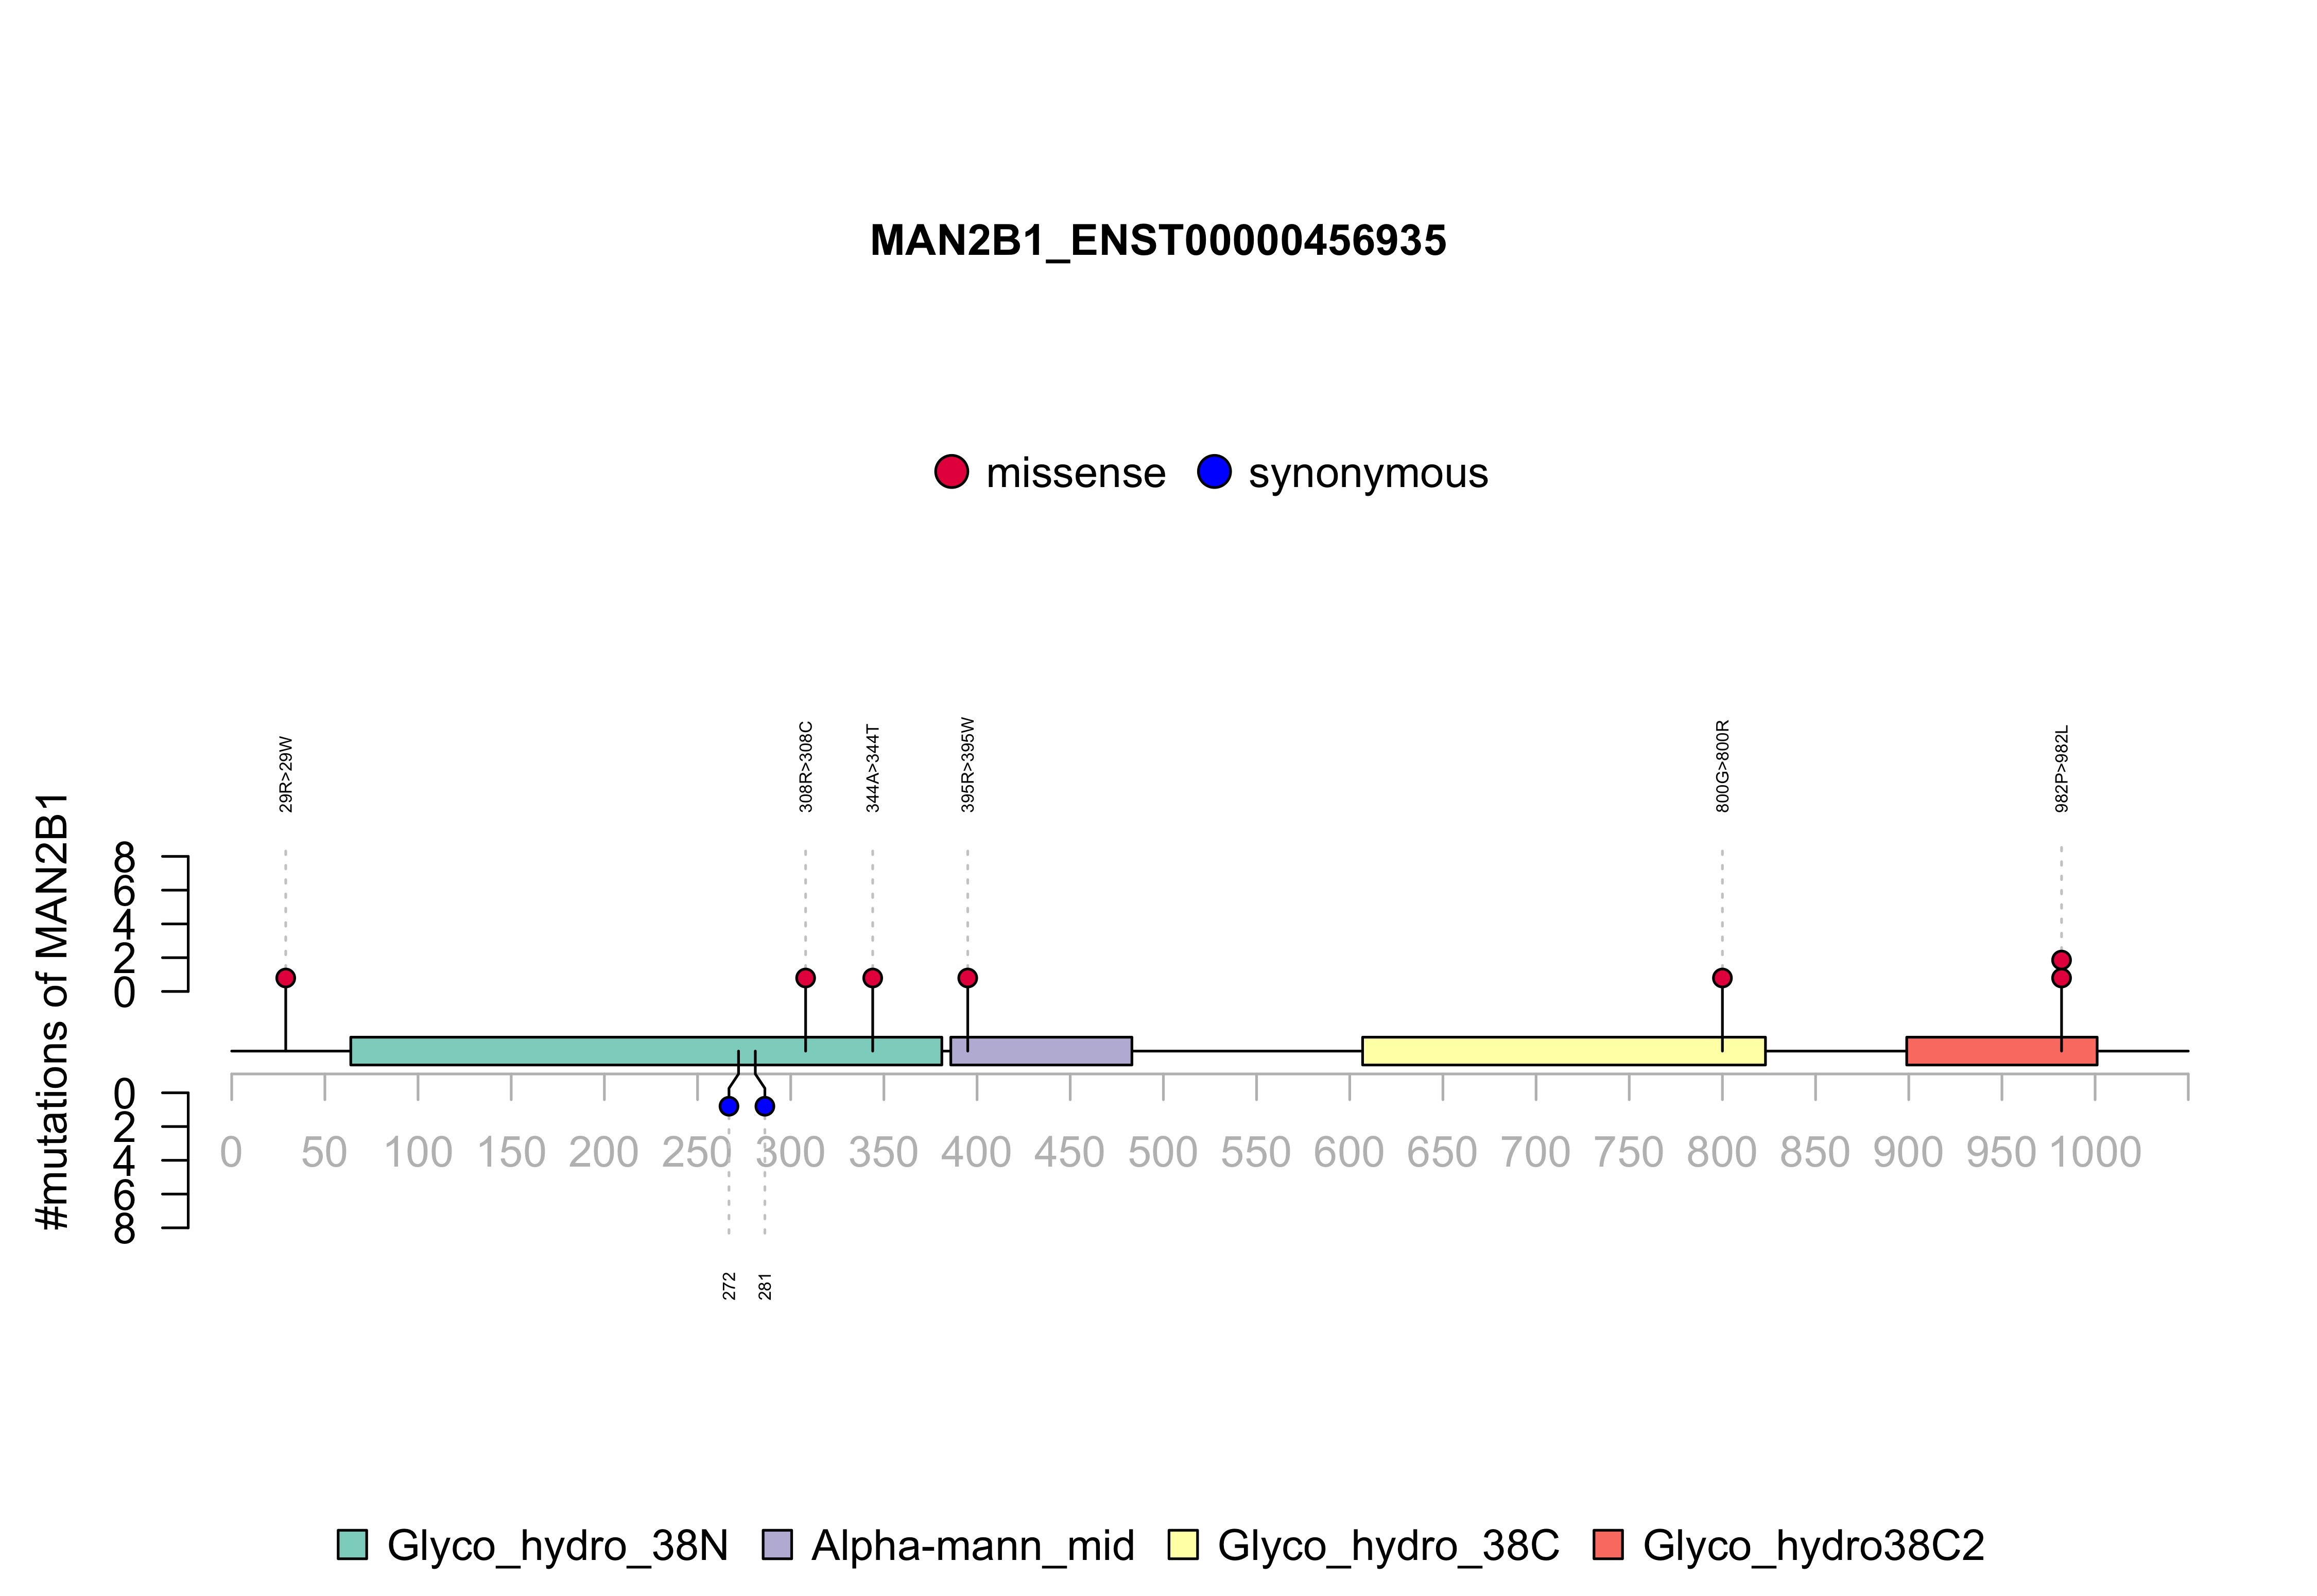 MAN2B1_ENST00000456935
missense synonymous
29R>29W 308R>308C 344A>344T 395R>395W 800G>800R 982P>982L
#mutations of MAN2B1
8
6
4
2
0
0
2
4
6
8
0 50 100 150 200 250 300 350 400 450 500 550 600 650 700 750 800 850 900 950 1000
272 281
Glyco_hydro_38N Alpha-mann_mid Glyco_hydro_38C Glyco_hydro38C2